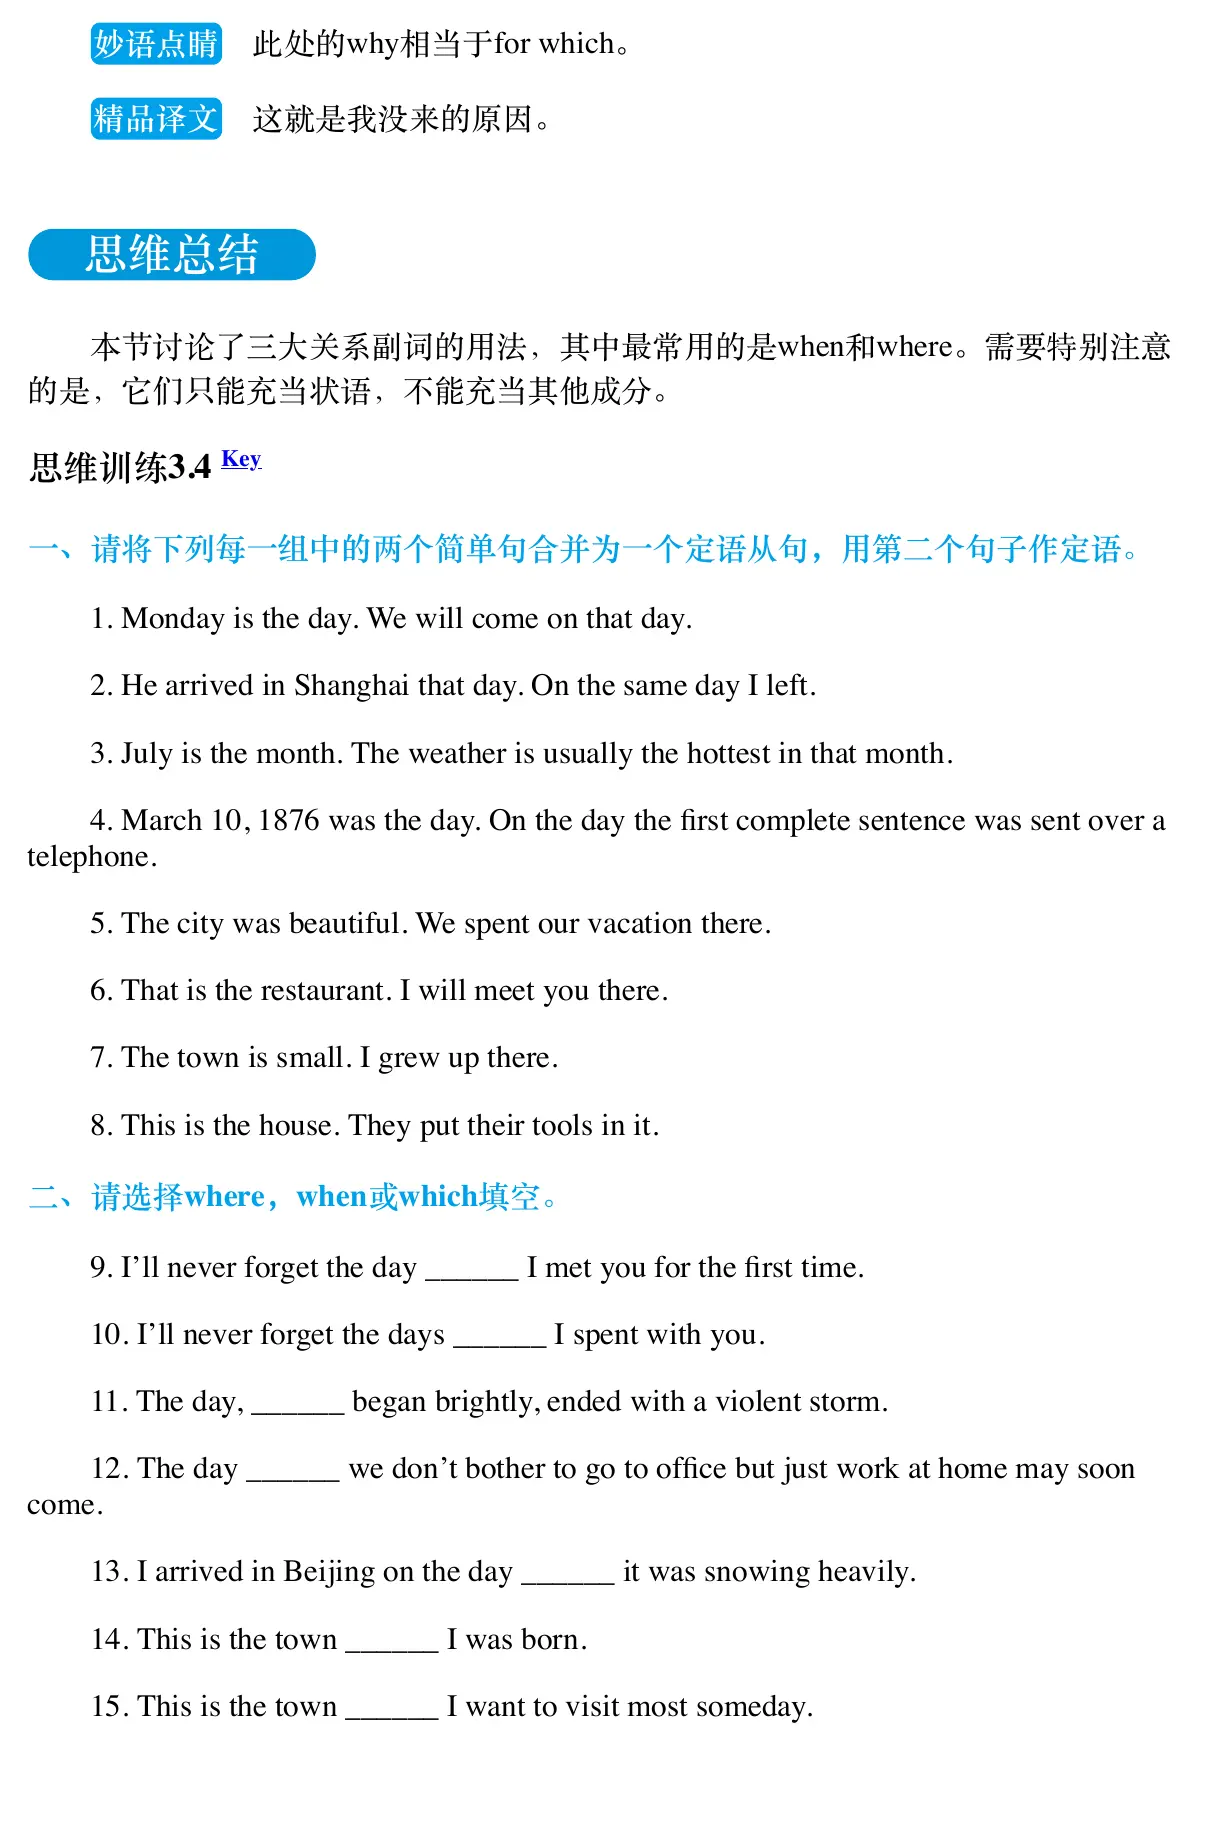 妙语点睛 此处的why相当于for which。
精品译文 这就是我没来的原因。
思维总结
本节讨论了三大关系副词的用法，其中最常用的是when和where。需要特别注意
的是，它们只能充当状语，不能充当其他成分。
思维训练3.4 Key
一、请将下列每一组中的两个简单句合并为一个定语从句，用第二个句子作定语。
1. Monday is the day. We will come on that day.
2. He arrived in Shanghai that day. On the same day I left.
3. July is the month. The weather is usually the hottest in that month.
4. March 10, 1876 was the day. On the day the first complete sentence was sent over a
telephone.
5. The city was beautiful. We spent our vacation there.
6. That is the restaurant. I will meet you there.
7. The town is small. I grew up there.
8. This is the house. They put their tools in it.
二、请选择where，when或which填空。
9. I’ll never forget the day ______ I met you for the first time.
10. I’ll never forget the days ______ I spent with you.
11. The day, ______ began brightly, ended with a violent storm.
12. The day ______ we don’t bother to go to office but just work at home may soon
come.
13. I arrived in Beijing on the day ______ it was snowing heavily.
14. This is the town ______ I was born.
15. This is the town ______ I want to visit most someday.